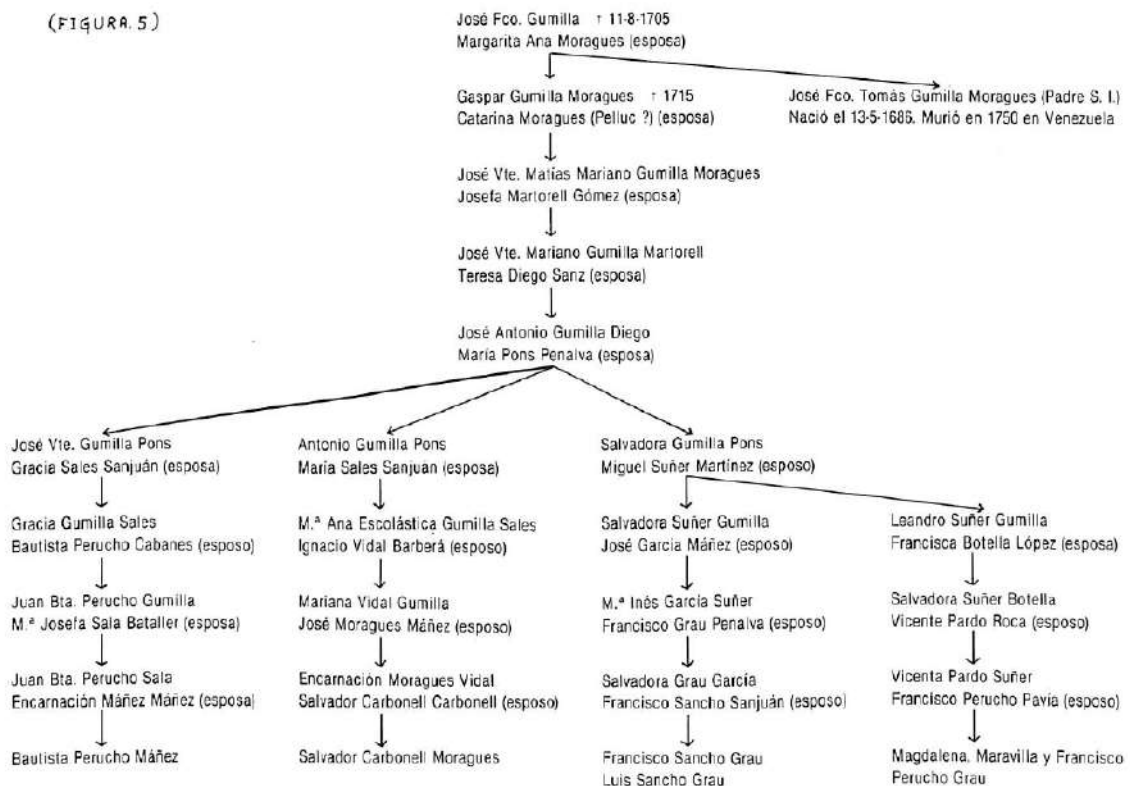 (FIGURA. 5)
José Fco. Gumilla † 11-8-1705
Margarita Ana Moragues (esposa)
Gaspar Gumilla Moragues † 1715
Catarina Moragues (Pelluc ?) (esposa)
José Fco. Tomás Gumilla Moragues (Padre S. I.)
Nació el 13-5-1686. Murió en 1750 en Venezuela
José Vte. Matías Mariano Gumilla Moragues
Josefa Martorell Gómez (esposa)
José Vte. Mariano Gumilla Martorell
Teresa Diego Sanz (esposa)
José Antonio Gumilla Diego
María Pons Penalva (esposa)
José Vte. Gumilla Pons
Gracia Sales Sanjuán (esposa)
Antonio Gumilla Pons
María Sales Sanjuan (esposa)
Salvadora Gumilla Pons
Miguel Suñer Martínez (esposo)
Gracia Gumilla Sales
Bautista Perucho Cabanes (esposo)
M.ª Ana Escolástica Gumilla Sales
Ignacio Vidal Barberá (esposo)
Salvadora Suñer Gumilla
José García Máñez (esposo)
Leandro Suñer Gumilla
Francisca Botella López (esposa)
Juan Bta. Perucho Gumilla
M.ª Josefa Sala Bataller (esposa)
Mariana Vidal Gumilla
José Moragues Máñez (esposo)
M.ª Inés García Suñer
Francisco Grau Penalva (esposo)
Salvadora Suñer Botella
Vicente Pardo Roca (esposo)
Juan Bta. Perucho Sala
Encarnación Máñez Máñez (esposa)
Encarnación Moragues Vidal
Salvador Carbonell Carbonell (esposo)
Salvadora Grau García
Francisco Sancho Sanjuán (esposo)
Vicenta Pardo Suñer
Francisco Perucho Pavía (esposo)
Bautista Perucho Máñez
Salvador Carbonell Moragues
Francisco Sancho Grau
Luis Sancho Grau
Magdalena, Maravilla y Francisco
Perucho Grau